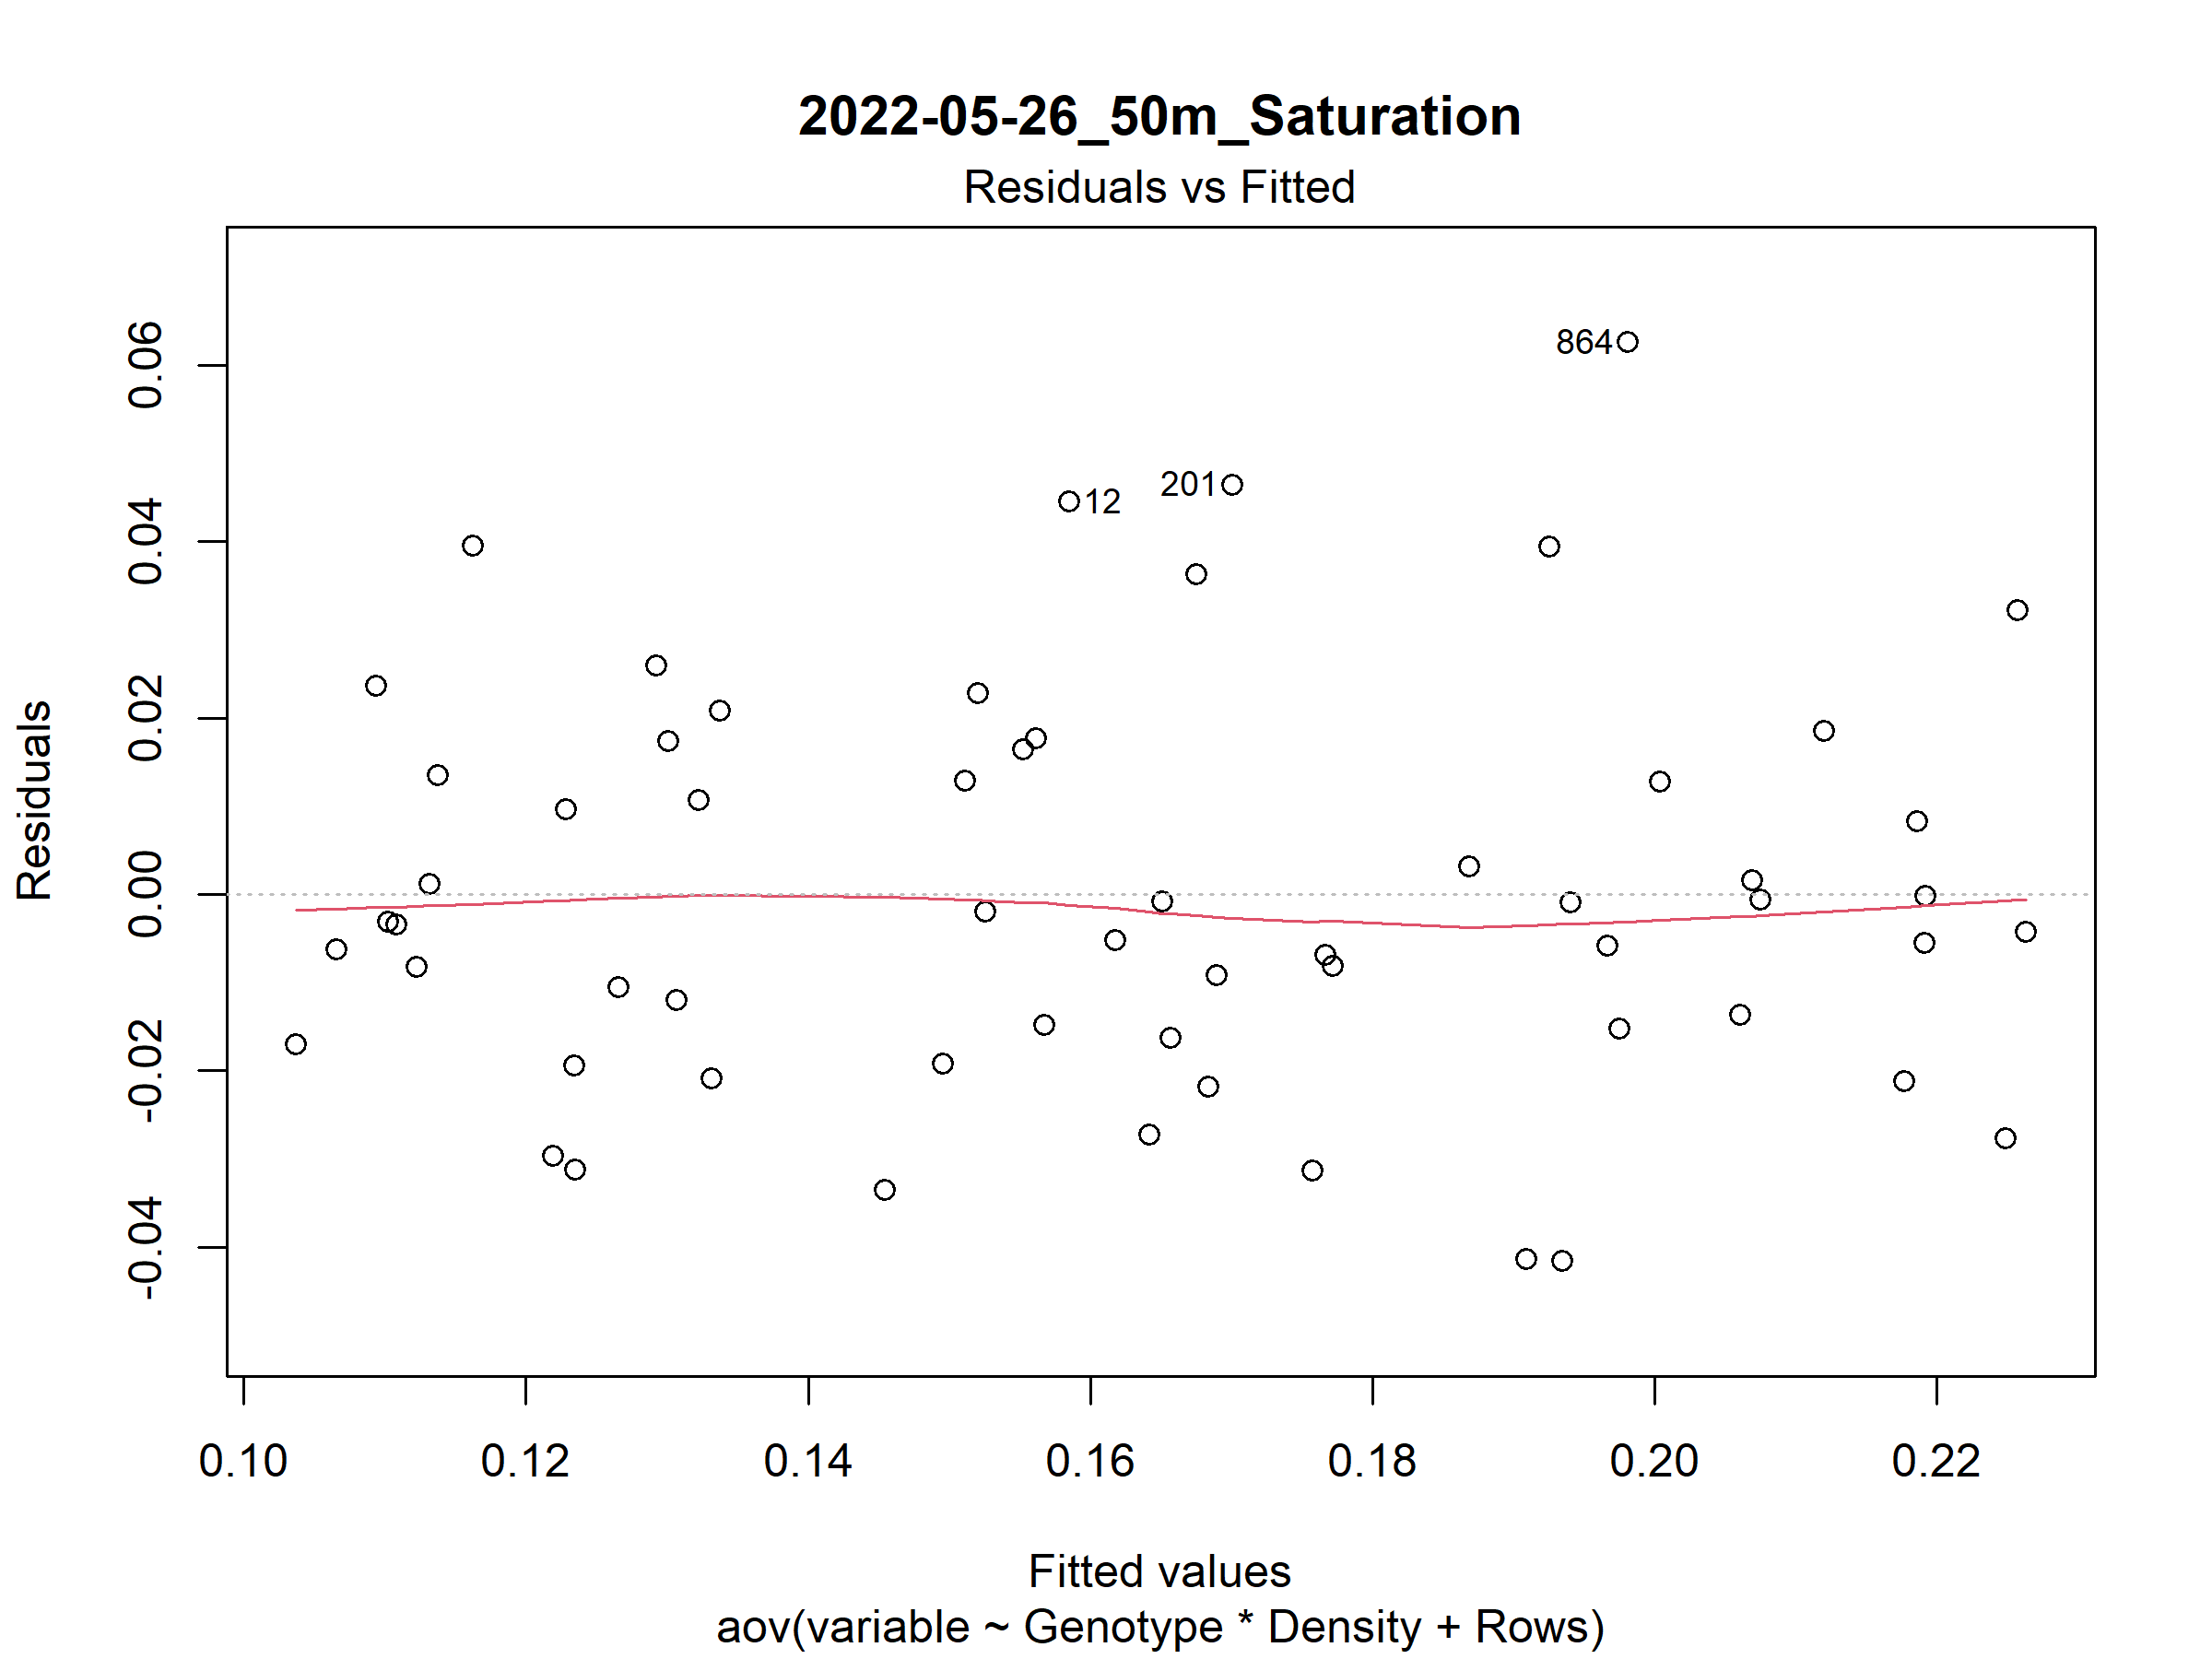 2022-05-26_50m_Saturation
Residuals vs Fitted
864
201
12
0.06
0.04
0.02
0.00
-0.02
-0.04
Residuals
0.10 0.12 0.14 0.16 0.18 0.20 0.22
Fitted values
aov(variable ~ Genotype * Density + Rows)